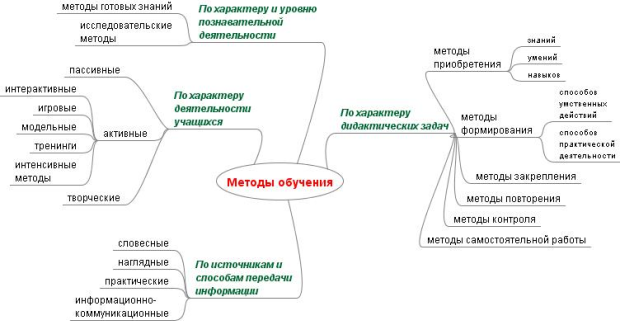 методы готовых знаний
исследовательские
методы
По характеру и уровню
познавательной
деятельности
пассивные
интерактивные
игровые
модельные
тренинги
интенсивные
методы
активные
творческие
По характеру
деятельности
учащихся
Методы обучения
По характеру
дидактических задач
методы
приобретения
знаний
умений
навыков
методы
формирования
способов
умственных
действий
способов
практической
деятельности
методы закрепления
методы повторения
методы контроля
методы самостоятельной работы
словесные
наглядные
практические
информационно-
коммуникационные
По источникам и
способам передачи
информации